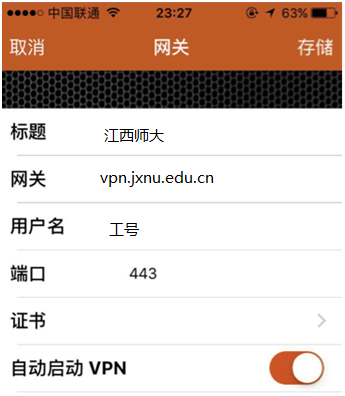 中国联通 23:27 63%
取消 网关 存储
标题 江西师大
网关 vpn.jxnu.edu.cn
用户名 工号
端口 443
证书
自动启动 VPN